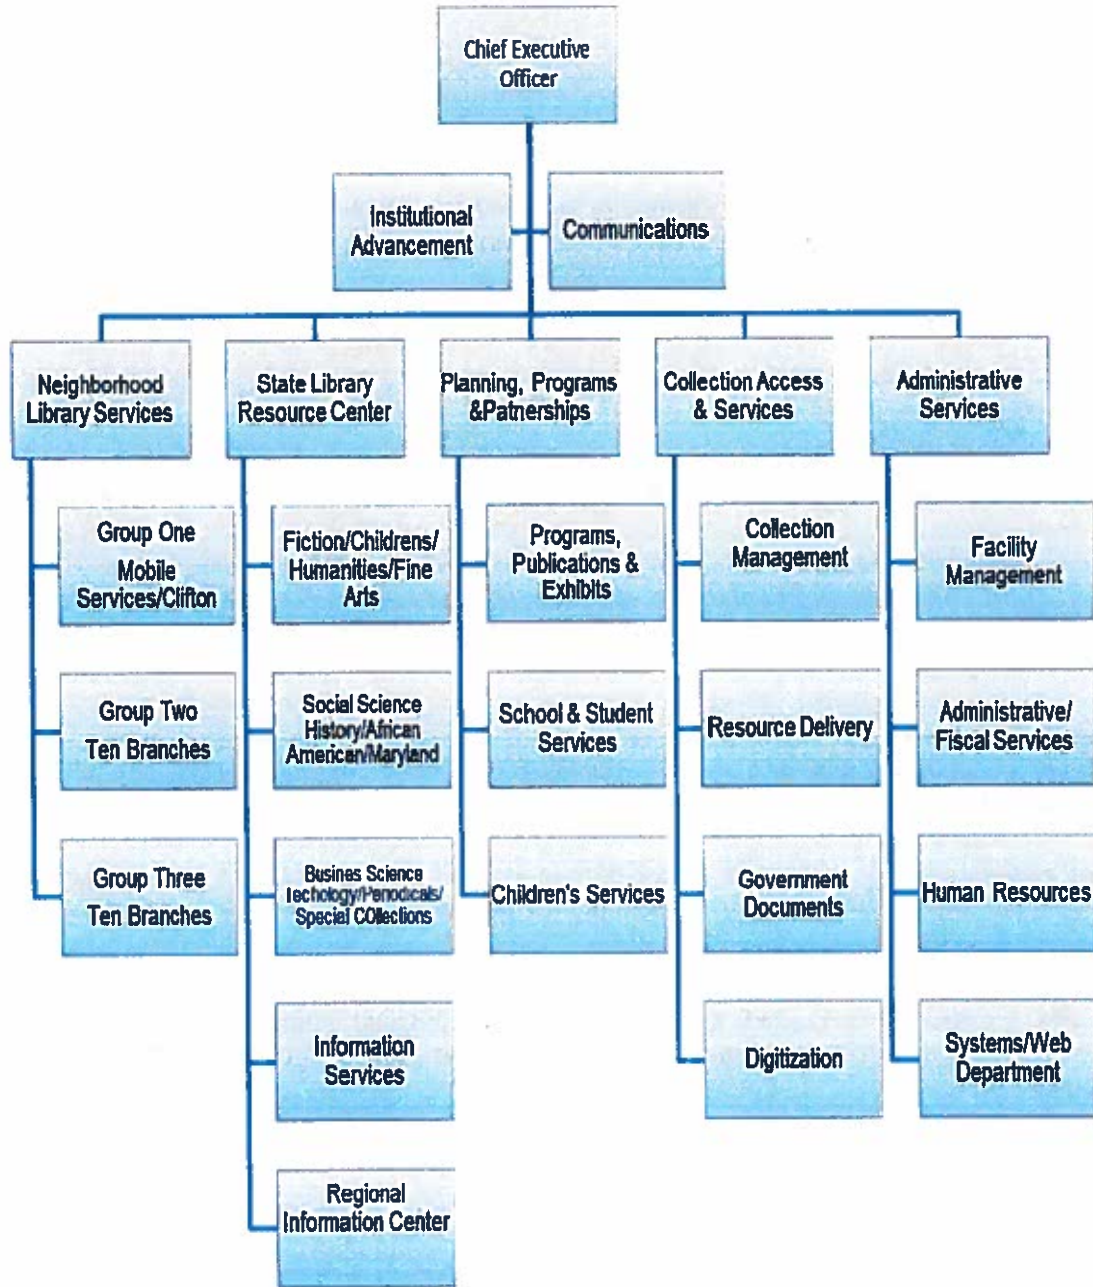 Chief Executive
Officer
Institutional
Advancement
Communications
Neighborhood
Library Services
State Library
Resource Center
Planning, Programs
&Patnerships
Collection Access
& Services
Administrative
Services
Group One
Mobile
Services/Clifton
Group Two
Ten Branches
Group Three
Ten Branches
Fiction/Childrens/
Humanities/Fine
Arts
Social Science
History/African
American/Maryland
Busines Science
Techology/Periodicals/
Special COllections
Information
Services
Regional
Information Center
Programs,
Publications &
Exhibits
School & Student
Services
Children's Services
Collection
Management
Resource Delivery
Government
Documents
Digitization
Facility
Management
Administrative/
Fiscal Services
Human Resources
Systems/Web
Department